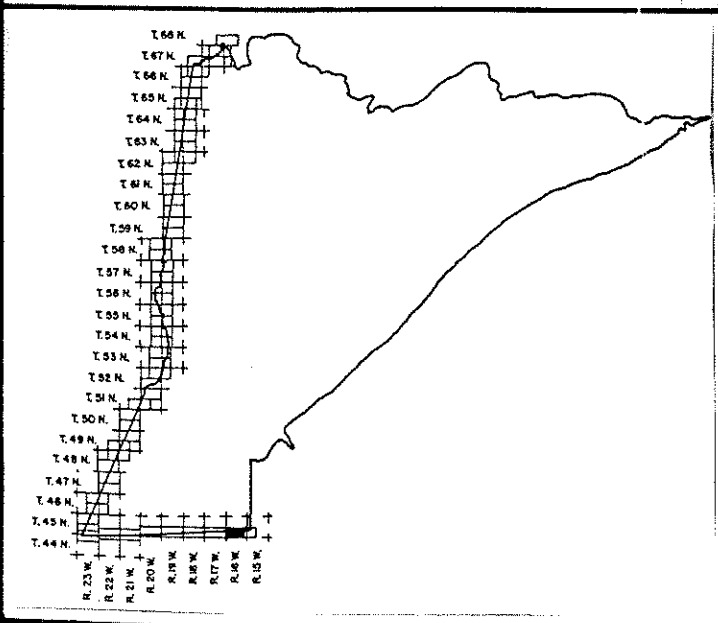 T. 68 N.
T. 67 N.
T. 66 N.
T. 65 N.
T. 64 N.
T. 63 N.
T. 62 N.
T. 61 N.
T. 60 N.
T. 59 N.
T. 58 N.
T. 57 N.
T. 56 N.
T. 55 N.
T. 54 N.
T. 53 N.
T. 52 N.
T. 51 N.
T. 50 N.
T. 49 N.
T. 48 N.
T. 47 N.
T. 46 N.
T. 45 N.
T. 44 N.
R. 23 W.
R. 22 W.
R. 21 W.
R. 20 W.
R. 19 W.
R. 18 W.
R. 17 W.
R. 16 W.
R. 15 W.